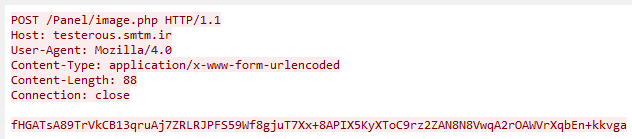 POST /Panel/image.php HTTP/1.1
Host: testerous.smtm.ir
User-Agent: Mozilla/4.0
Content-Type: application/x-www-form-urlencoded
Content-Length: 88
Connection: close
fHGATsA89TrVkCB13qruAj7ZRLRJPFS59Wf8gjuT7Xx+8APIX5KyXToC9rz2ZAN8N8VwqA2rOAWVrXqbEn+kkvga